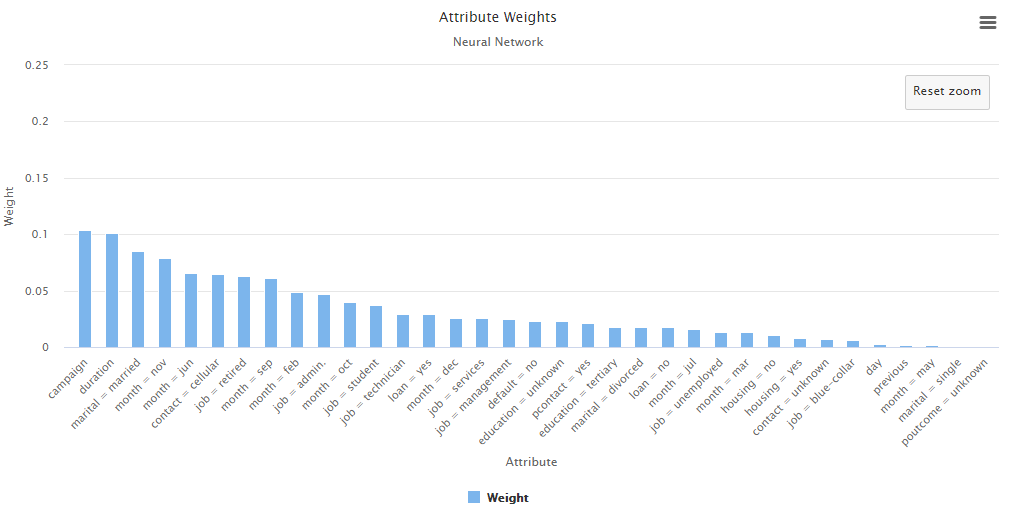 Attribute Weights
Neural Network
Reset zoom
Weight
0.25
0.2
0.15
0.1
0.05
0
campaign
duration
marital = married
month = nov
month = jun
contact = cellular
job = retired
month = sep
month = feb
job = admin.
month = oct
job = student
job = technician
loan = yes
month = dec
job = services
job = management
default = no
education = unknown
pcontact = yes
education = tertiary
marital = divorced
loan = no
month = jul
job = unemployed
month = mar
housing = no
housing = yes
contact = unknown
job = blue-collar
day
previous
month = may
marital = single
poutcome = unknown
Attribute
Weight